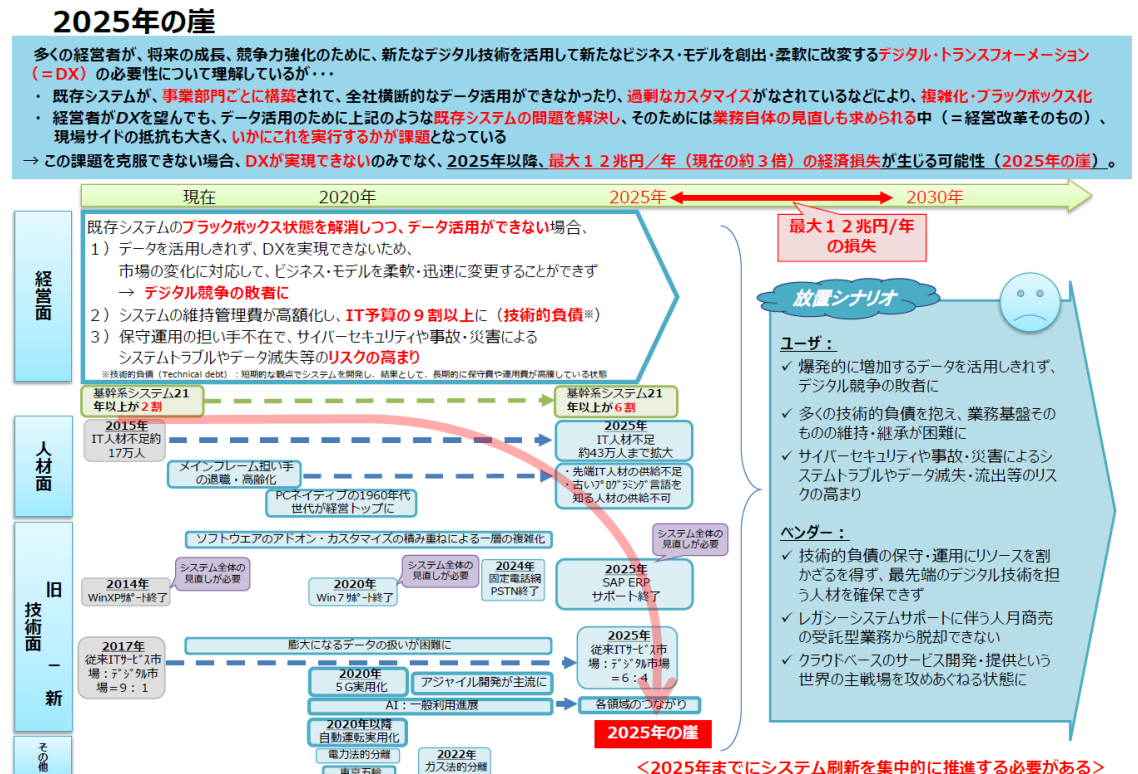 2025年の崖
多くの経営者が、将来の成長、競争力強化のために、新たなデジタル技術を活用して新たなビジネス・モデルを創出・柔軟に改変するデジタル・トランスフォーメーション
（＝DX）の必要性について理解しているが・・・
・ 既存システムが、事業部門ごとに構築されて、全社横断的なデータ活用ができなかったり、過剰なカスタマイズがなされているなどにより、複雑化・ブラックボックス化
・ 経営者がDXを望んでも、データ活用のために上記のような既存システムの問題を解決し、そのためには業務自体の見直しも求められる中（＝経営改革そのもの）、
現場サイドの抵抗も大きく、いかにこれを実行するかが課題となっている
→ この課題を克服できない場合、DXが実現できないのみでなく、2025年以降、最大１２兆円／年（現在の約３倍）の経済損失が生じる可能性（2025年の崖）。
現在
2020年
2025年
2030年
最大１２兆円/年
の損失
経営面
既存システムのブラックボックス状態を解消しつつ、データ活用ができない場合、
１）データを活用しきれず、DXを実現できないため、
市場の変化に対応して、ビジネス・モデルを柔軟・迅速に変更することができず
→ デジタル競争の敗者に
２）システムの維持管理費が高額化し、IT予算の９割以上に（技術的負債※）
３）保守運用の担い手不在で、サイバーセキュリティや事故・災害による
システムトラブルやデータ滅失等のリスクの高まり
※技術的負債（Technical debt）：短期的な観点でシステムを開発し、結果として、長期的に保守費や運用費が高騰している状態
基幹系システム21
年以上が２割
基幹系システム21
年以上が6割
人材面
2015年
IT人材不足約
17万人
2025年
IT人材不足
約43万人まで拡大
メインフレーム担い手
の退職・高齢化
・先端IT人材の供給不足
・古いﾌﾟﾛｸﾞﾗﾐﾝｸﾞ言語を
知る人材の供給不可
PCネイティブの1960年代
世代が経営トップに
技術面
旧
－
新
ソフトウエアのアドオン・カスタマイズの積み重ねによる一層の複雑化
システム全体の
見直しが必要
システム全体の
見直しが必要
システム全体の
見直しが必要
2014年
WinXPｻﾎﾟｰﾄ終了
2020年
Win７ｻﾎﾟｰﾄ終了
2024年
固定電話網
PSTN終了
2025年
SAP ERP
サポート終了
2017年
従来ITｻｰﾋﾞｽ市
場：ﾃﾞｼﾞﾀﾙ市
場＝9：1
膨大になるデータの扱いが困難に
2025年
従来ITｻｰﾋﾞｽ市
場：ﾃﾞｼﾞﾀﾙ市場
＝6：4
2020年
５G実用化
アジャイル開発が主流に
AI：一般利用進展
各領域のつながり
2020年以降
自動運転実用化
2025年の崖
その他
電力法的分離
2022年
ガス法的分離
東京五輪
放置シナリオ
ユーザ：
✓ 爆発的に増加するデータを活用しきれず、
デジタル競争の敗者に
✓ 多くの技術的負債を抱え、業務基盤その
ものの維持・継承が困難に
✓ サイバーセキュリティや事故・災害によるシ
ステムトラブルやデータ滅失・流出等のリス
クの高まり
ベンダー：
✓ 技術的負債の保守・運用にリソースを割
かざるを得ず、最先端のデジタル技術を担
う人材を確保できず
✓ レガシーシステムサポートに伴う人月商売
の受託型業務から脱却できない
✓ クラウドベースのサービス開発・提供という
世界の主戦場を攻めあぐねる状態に
＜2025年までにシステム刷新を集中的に推進する必要がある＞